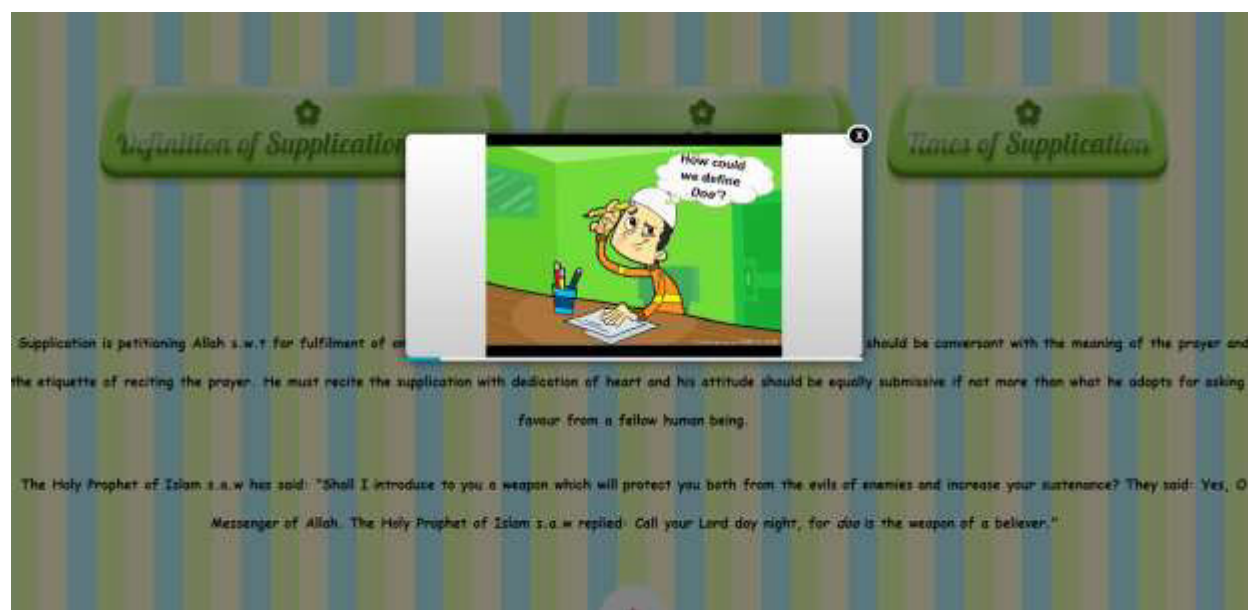 Definition of Supplication
Times of Supplication
X
How could
we define
Doa'?
Supplication is petitioning Allah s.w.t for fulfilment of
should be conversant with the meaning of the prayer and
the etiquette of reciting the prayer. He must recite the supplication with dedication of heart and his attitude should be equally submissive if not more than what he adopts for asking
favour from a fellow human being.
The Holy Prophet of Islam s.a.w has said: "Shall I introduce to you a weapon which will protect you both from the evils of enemies and increase your sustenance? They said: Yes, O
Messenger of Allah. The Holy Prophet of Islam s.a.w replied: Call your Lord day night, for doa is the weapon of a believer."